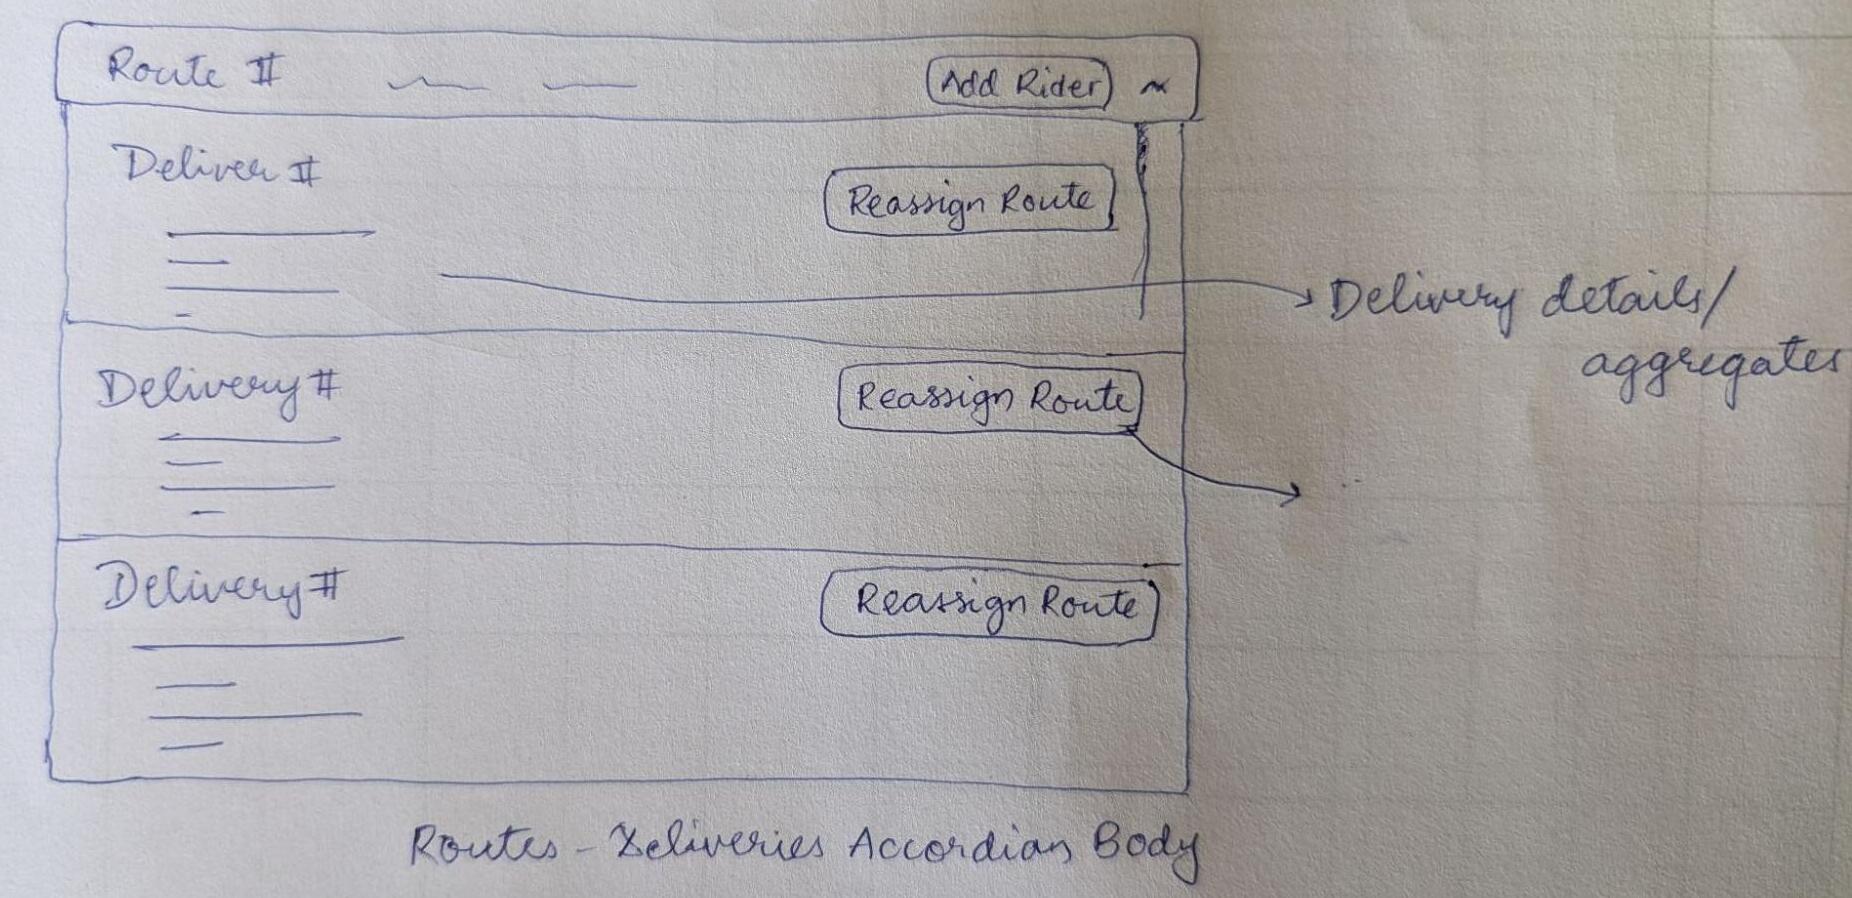 Route #
Add Rider
Deliver #
Reassign Route
Delivery details/
aggregates
Delivery #
Reassign Route
Delivery #
Reassign Route
Routes - Deliveries Accordian Body